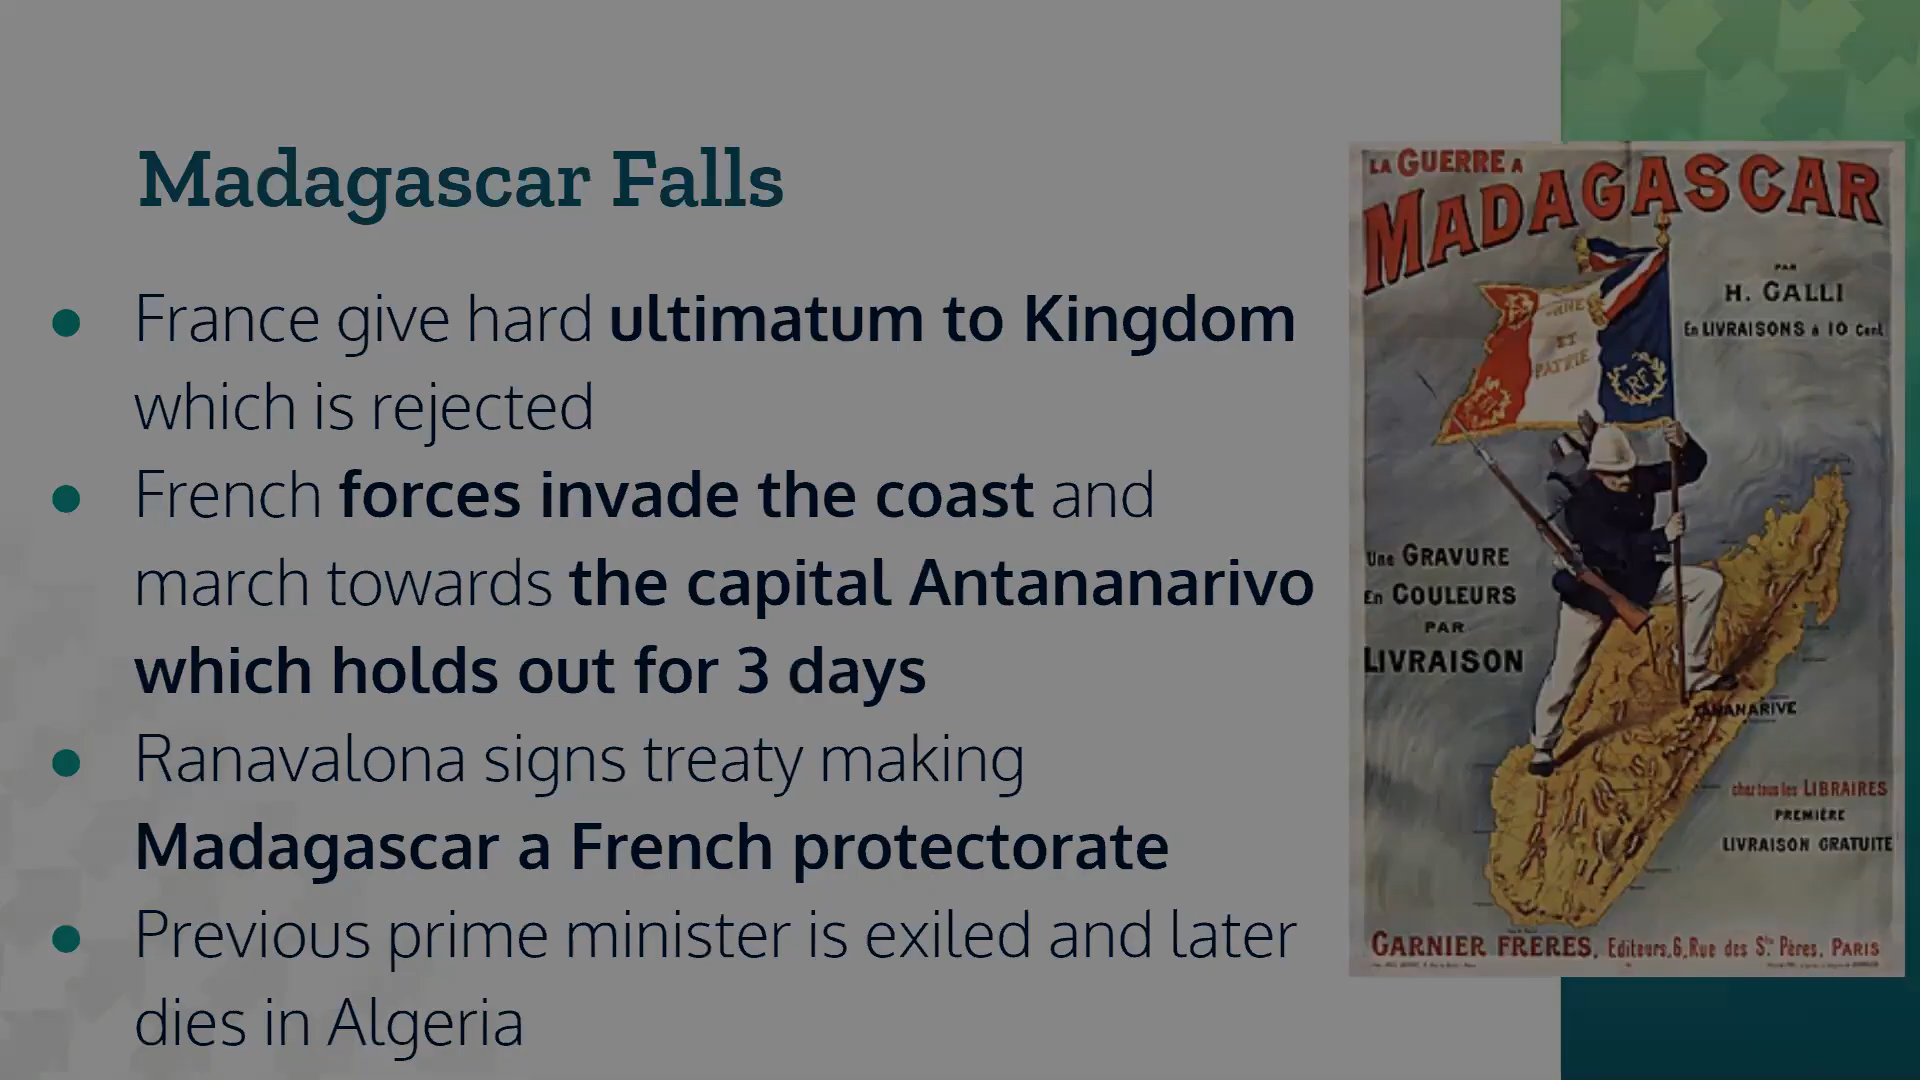 Madagascar Falls
• France give hard ultimatum to Kingdom
which is rejected
• French forces invade the coast and
march towards the capital Antananarivo
which holds out for 3 days
• Ranavalona signs treaty making
Madagascar a French protectorate
• Previous prime minister is exiled and later
dies in Algeria
LA GUERRE A
MADAGASCAR
PAR
H. GALLI
En LIVRAISONS à 10 Cent
ET
PATRIE
RF
Une GRAVURE
En COULEURS
PAR
LIVRAISON
TANANARIVE
chez tous les LIBRAIRES
PREMIÈRE
LIVRAISON GRATUITE
GARNIER FRERES, Editeurs, 6, Rue des Sts Pères, PARIS